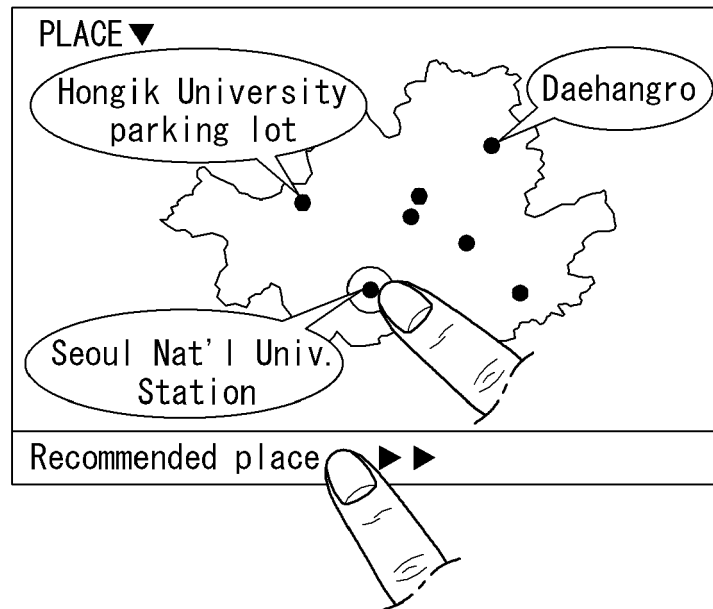 PLACE▼
Hongik University
parking lot
Daehangro
Seoul Nat'l Univ.
Station
Recommended place ▶▶